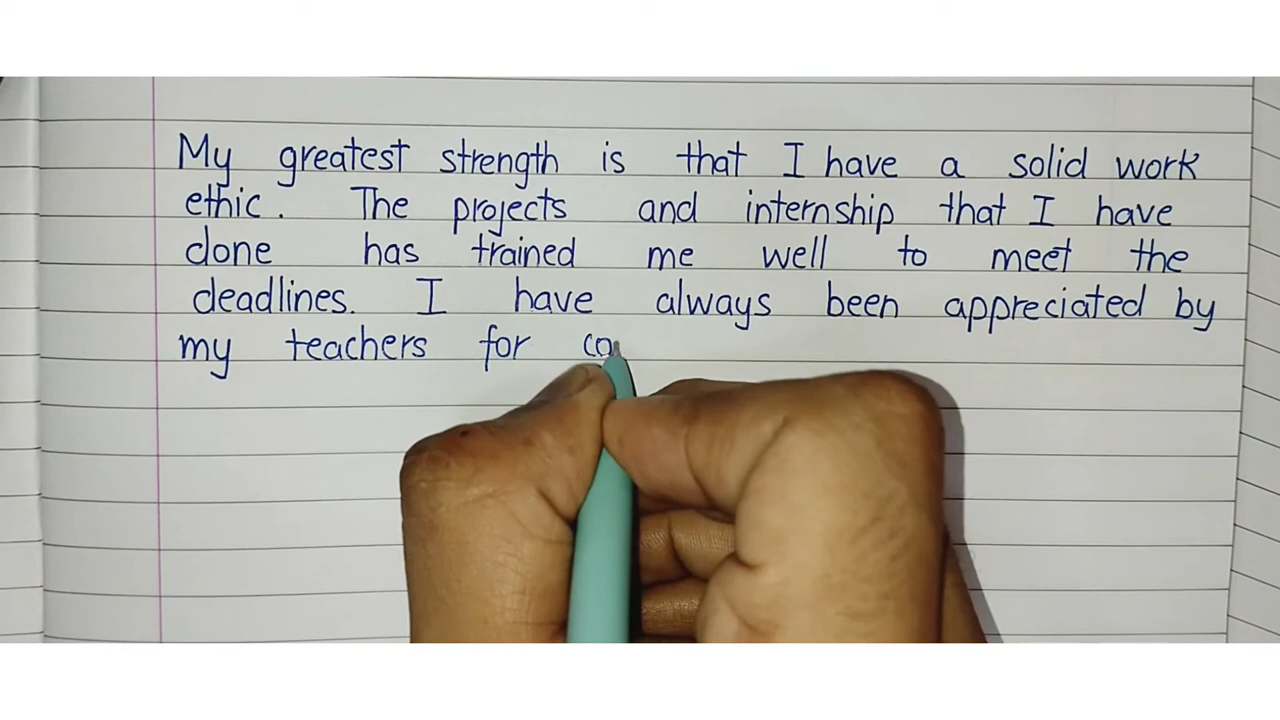 My greatest strength is that I have a solid work
ethic. The projects and internship that I have
done has trained me well to meet the
deadlines. I have always been appreciated by
my teachers for co